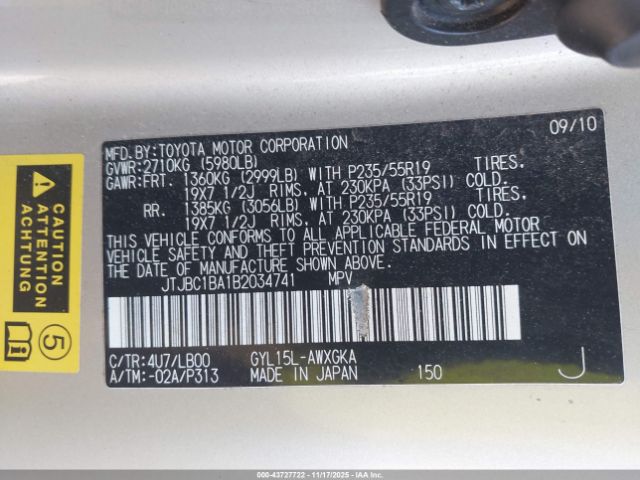 09/10
MFD.BY:TOYOTA MOTOR CORPORATION
GVWR:2710KG (5980LB)
GAWR:FRT. 1360KG (2999LB) WITH P235/55R19 TIRES.
19X7 1/2J RIMS. AT 230KPA (33PSI) COLD.
RR. 1385KG (3056LB) WITH P235/55R19 TIRES.
19X7 1/2J RIMS. AT 230KPA (33PSI) COLD.
THIS VEHICLE CONFORMS TO ALL APPLICABLE FEDERAL MOTOR
VEHICLE SAFETY AND THEFT PREVENTION STANDARDS IN EFFECT ON
THE DATE OF MANUFACTURE SHOWN ABOVE.
JTJBC1BA1B2034741 MPV
C/TR:4U7/LB00 GYL15L-AWXGKA
A/TM:-02A/P313 MADE IN JAPAN 150 J
CAUTION
ATTENTION
ACHTUNG
5
i
00-43727722 - 11/17/2025 - COPYRIGHT IAA